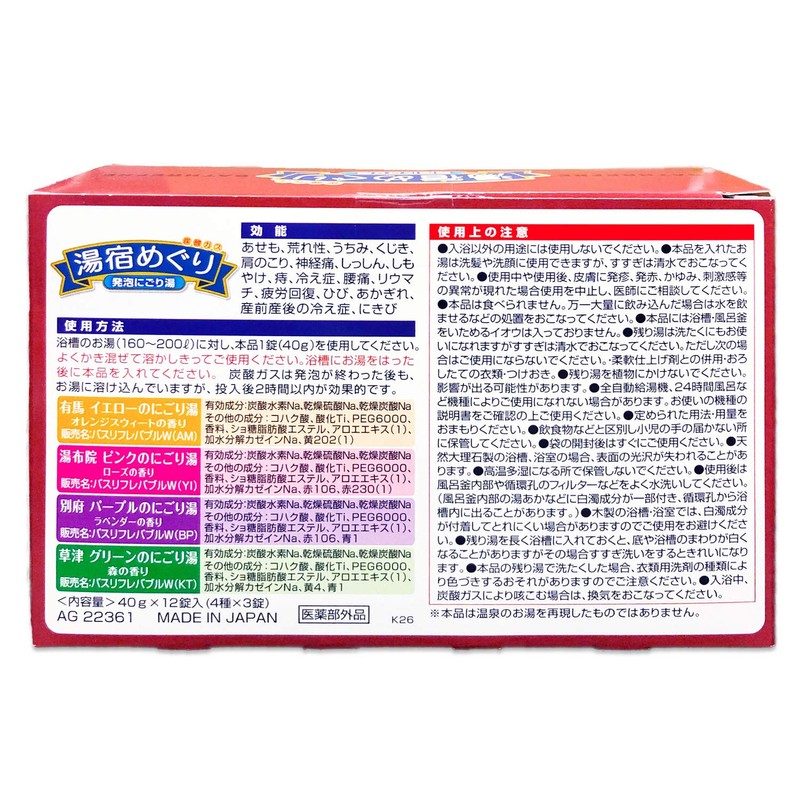 炭酸ガス
湯宿めぐり
発泡にごり湯
効能
あせも、荒れ性、うちみ、くじき、
肩のこり、神経痛、しっしん、しも
やけ、痔、冷え症、腰痛、リウマ
チ、疲労回復、ひび、あかぎれ、
産前産後の冷え症、にきび
使用方法
浴槽のお湯(160~200ℓ)に対し、本品1錠(40g)を使用してください。
よくかき混ぜて溶かしきってご使用ください。浴槽にお湯をはった
後に本品を入れてください。 炭酸ガスは発泡が終わった後も、
お湯に溶け込んでいますが、投入後2時間以内が効果的です。
有馬 イエローのにごり湯
オレンジスウィートの香り
販売名:バスリフレバブルW(AM)
有効成分:炭酸水素Na、乾燥硫酸Na、乾燥炭酸Na
その他の成分:コハク酸、酸化Ti、PEG6000、
香料、ショ糖脂肪酸エステル、アロエエキス(1)、
加水分解カゼインNa、黄202(1)
湯布院 ピンクのにごり湯
ローズの香り
販売名:バスリフレバブルW(YI)
有効成分:炭酸水素Na、乾燥硫酸Na、乾燥炭酸Na
その他の成分:コハク酸、酸化Ti、PEG6000、
香料、ショ糖脂肪酸エステル、アロエエキス(1)、
加水分解カゼインNa、赤106、赤230(1)
別府 パープルのにごり湯
ラベンダーの香り
販売名:バスリフレバブルW(BP)
有効成分:炭酸水素Na、乾燥硫酸Na、乾燥炭酸Na
その他の成分:コハク酸、酸化Ti、PEG6000、
香料、ショ糖脂肪酸エステル、アロエエキス(1)、
加水分解カゼインNa、赤106、青1
草津 グリーンのにごり湯
森の香り
販売名:バスリフレバブルW(KT)
有効成分:炭酸水素Na、乾燥硫酸Na、乾燥炭酸Na
その他の成分:コハク酸、酸化Ti、PEG6000、
香料、ショ糖脂肪酸エステル、アロエエキス(1)、
加水分解カゼインNa、黄4、青1
<内容量>40g×12錠入(4種×3錠)
AG 22361 MADE IN JAPAN
医薬部外品
K26
使用上の注意
●入浴以外の用途には使用しないでください。●本品を入れたお
湯は洗髪や洗顔に使用できますが、すすぎは清水でおこなってく
ださい。●使用中や使用後、皮膚に発疹、発赤、かゆみ、刺激感等
の異常が現れた場合使用を中止し、医師にご相談してください。
●本品は食べられません。万一大量に飲み込んだ場合は水を飲
ませるなどの処置をおこなってください。●本品には浴槽・風呂釜
をいためるイオウは入っておりません。●残り湯は洗たくにもお使
いになれますがすすぎは清水でおこなってください。ただし次の場
合はご使用にならないでください。・柔軟仕上げ剤との併用・おろ
したての衣類・つけおき。●残り湯を植物にかけないでください。
影響が出る可能性があります。●全自動給湯機、24時間風呂な
ど機種によりご使用になれない場合があります。お使いの機種の
説明書をご確認の上ご使用ください。●定められた用法・用量を
おまもりください。●飲食物などと区別し小児の手の届かない所
に保管してください。●袋の開封後はすぐにご使用ください。●天
然大理石製の浴槽、浴室の場合、表面の光沢が失われることがあ
ります。●高温多湿になる所で保管しないでください。●使用後は
風呂釜内部や循環孔のフィルターなどをよく水洗いしてください。
(風呂釜内部の湯あかなどに白濁成分が一部付き、循環孔から浴
槽内に出ることがあります。)●木製の浴槽・浴室では、白濁成分
が付着してとれにくい場合がありますのでご使用をお避けくださ
い。●残り湯を長く浴槽に入れておくと、底や浴槽のまわりが白く
なることがありますがその場合すすぎ洗いをするときれいになり
ます。●本品の残り湯で洗たくした場合、衣類用洗剤の種類によ
り色づきするおそれがありますのでご注意ください。●入浴中、
炭酸ガスにより咳こむ場合は、換気をおこなってください。
※本品は温泉のお湯を再現したものではありません。